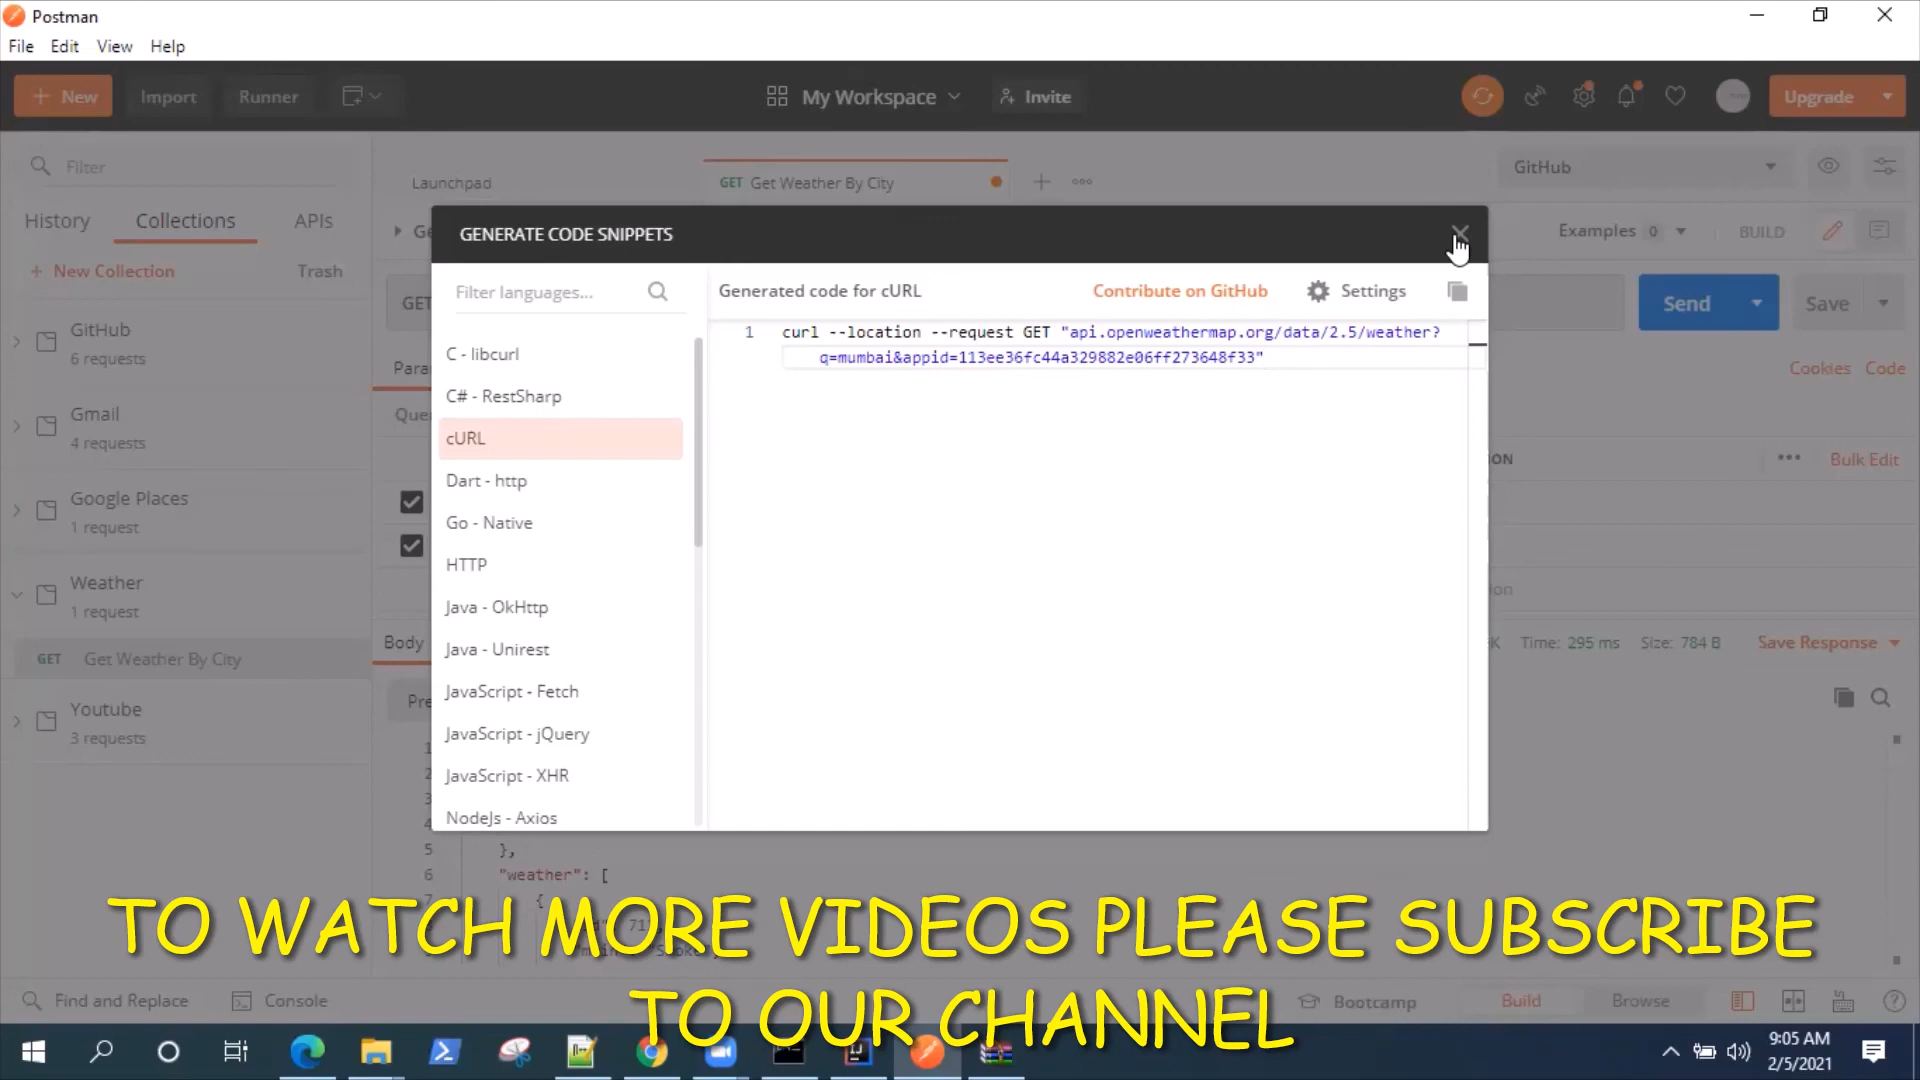 Postman
File Edit View Help
New Import Runner My Workspace Invite Upgrade
Filter
Launchpad GET Get Weather By City GitHub
History Collections APIs
Examples 0 BUILD
GENERATE CODE SNIPPETS
+ New Collection Trash
Filter languages... Generated code for cURL Contribute on GitHub Settings
GET Send Save
1 curl --location --request GET "api.openweathermap.org/data/2.5/weather?
q=mumbai&appid=113ee36fc44a329882e06ff273648f33"
GitHub
6 requests
C - libcurl
Cookies Code
C# - RestSharp
Gmail
4 requests
cURL
ON Bulk Edit
Dart - http
Google Places
1 request
Go - Native
HTTP
Weather
1 request
Java - OkHttp
Body Java - Unirest Time: 295 ms Size: 784 B Save Response
GET Get Weather By City
JavaScript - Fetch
Youtube
3 requests
JavaScript - jQuery
JavaScript - XHR
NodeJs - Axios
5 },
6 "weather": [
7 {
TO WATCH MORE VIDEOS PLEASE SUBSCRIBE
TO OUR CHANNEL
Find and Replace Console Bootcamp Build Browse
9:05 AM
2/5/2021